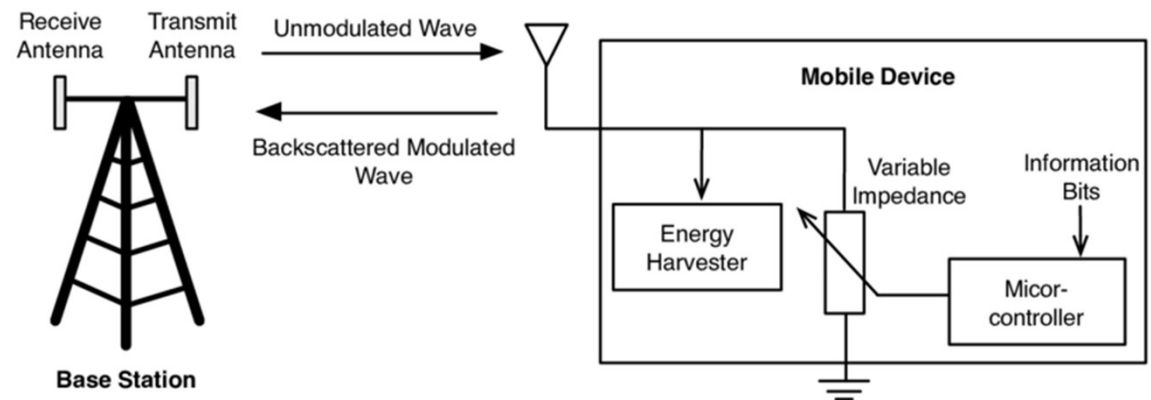 Receive
Antenna
Transmit
Antenna
Unmodulated Wave
Backscattered Modulated
Wave
Base Station
Mobile Device
Energy
Harvester
Variable
Impedance
Information
Bits
Micor-
controller